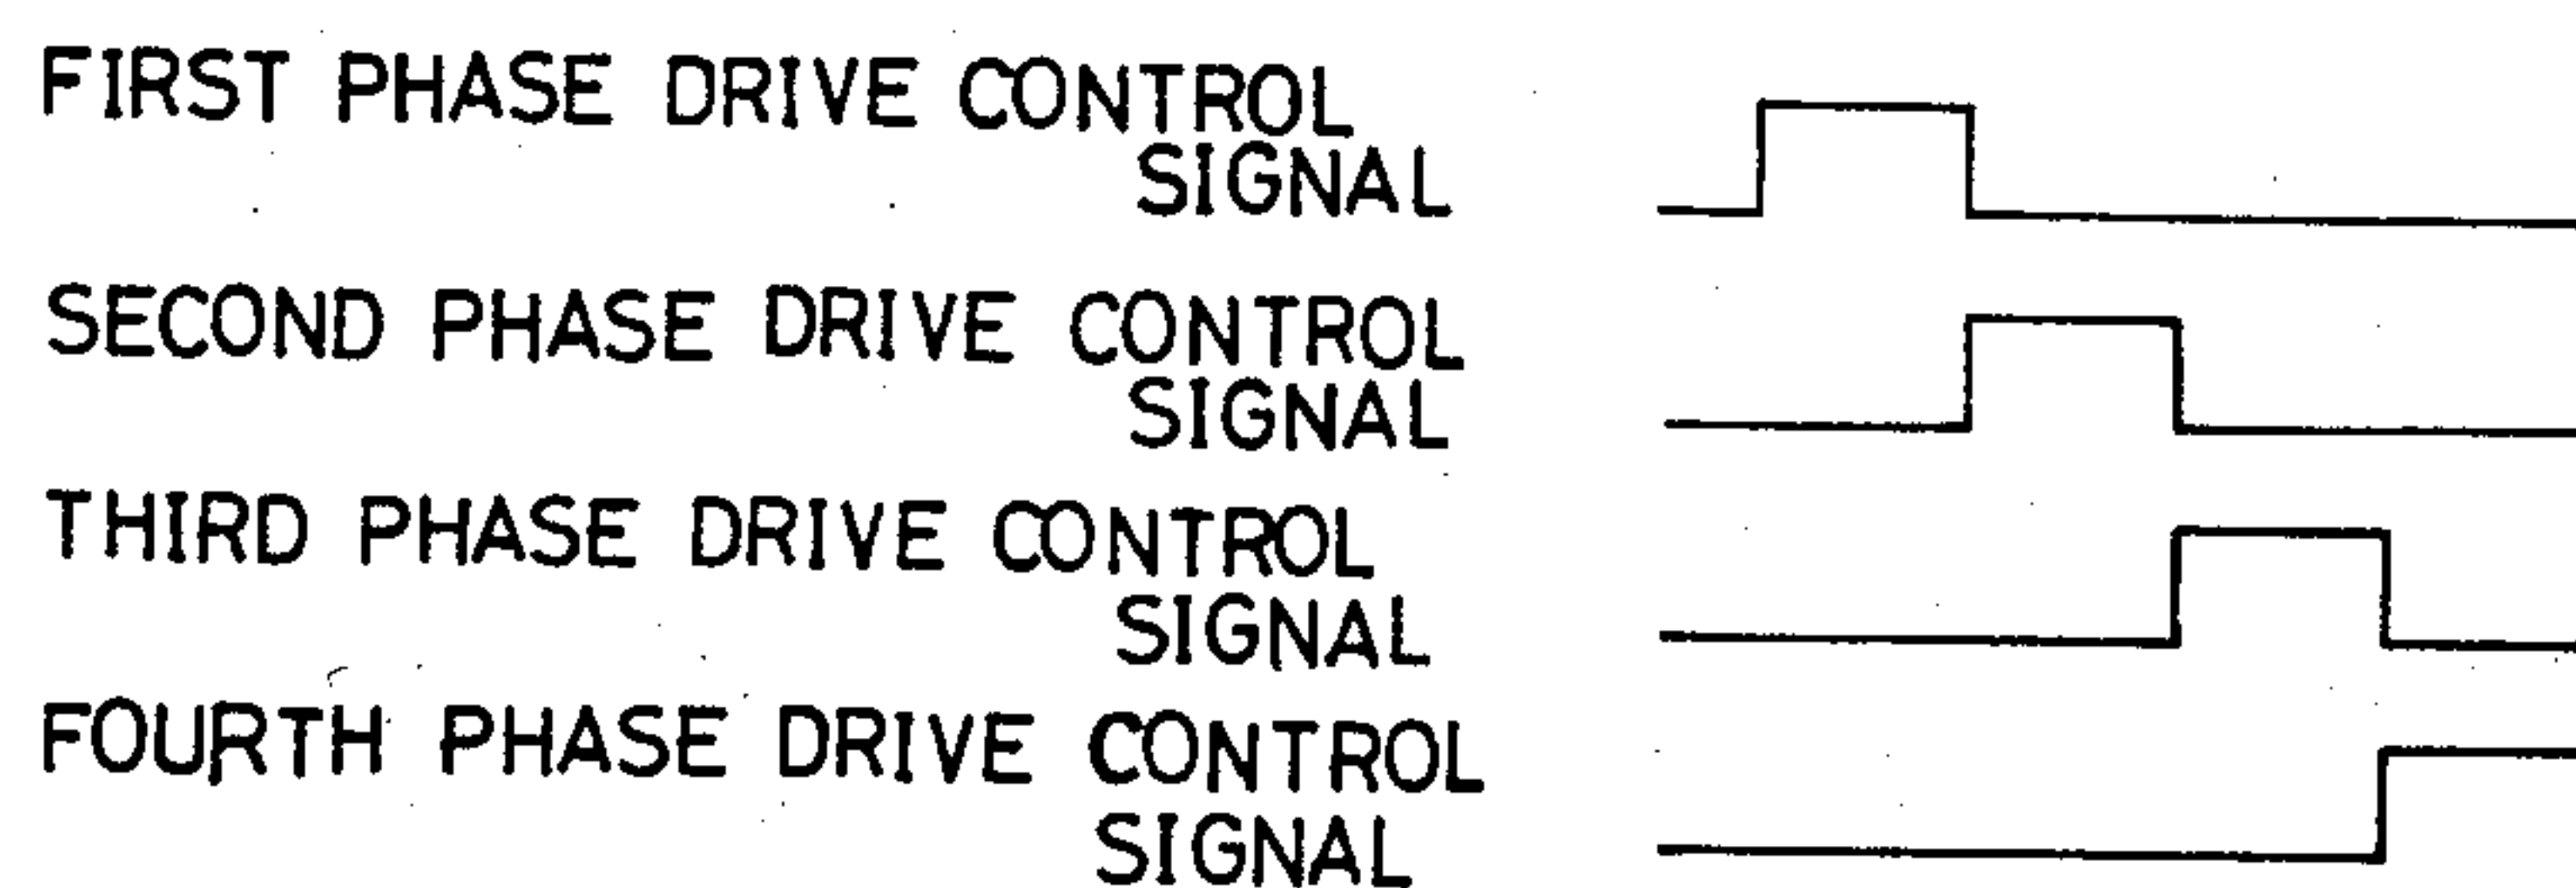 FIRST PHASE DRIVE CONTROL
SIGNAL
SECOND PHASE DRIVE CONTROL
SIGNAL
THIRD PHASE DRIVE CONTROL
SIGNAL
FOURTH PHASE DRIVE CONTROL
SIGNAL